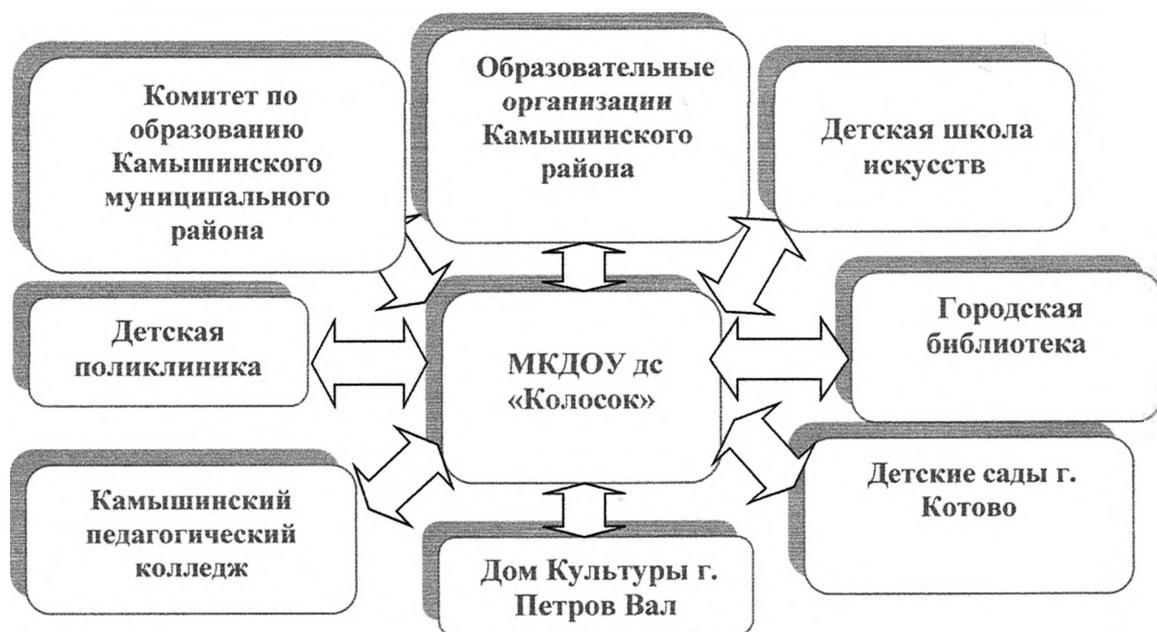 Комитет по
образованию
Камышинского
муниципального
района
Образовательные
организации
Камышинского
района
Детская школа
искусств
Детская
поликлиника
МКДОУ дс
«Колосок»
Городская
библиотека
Камышинский
педагогический
колледж
Дом Культуры г.
Петров Вал
Детские сады г.
Котово